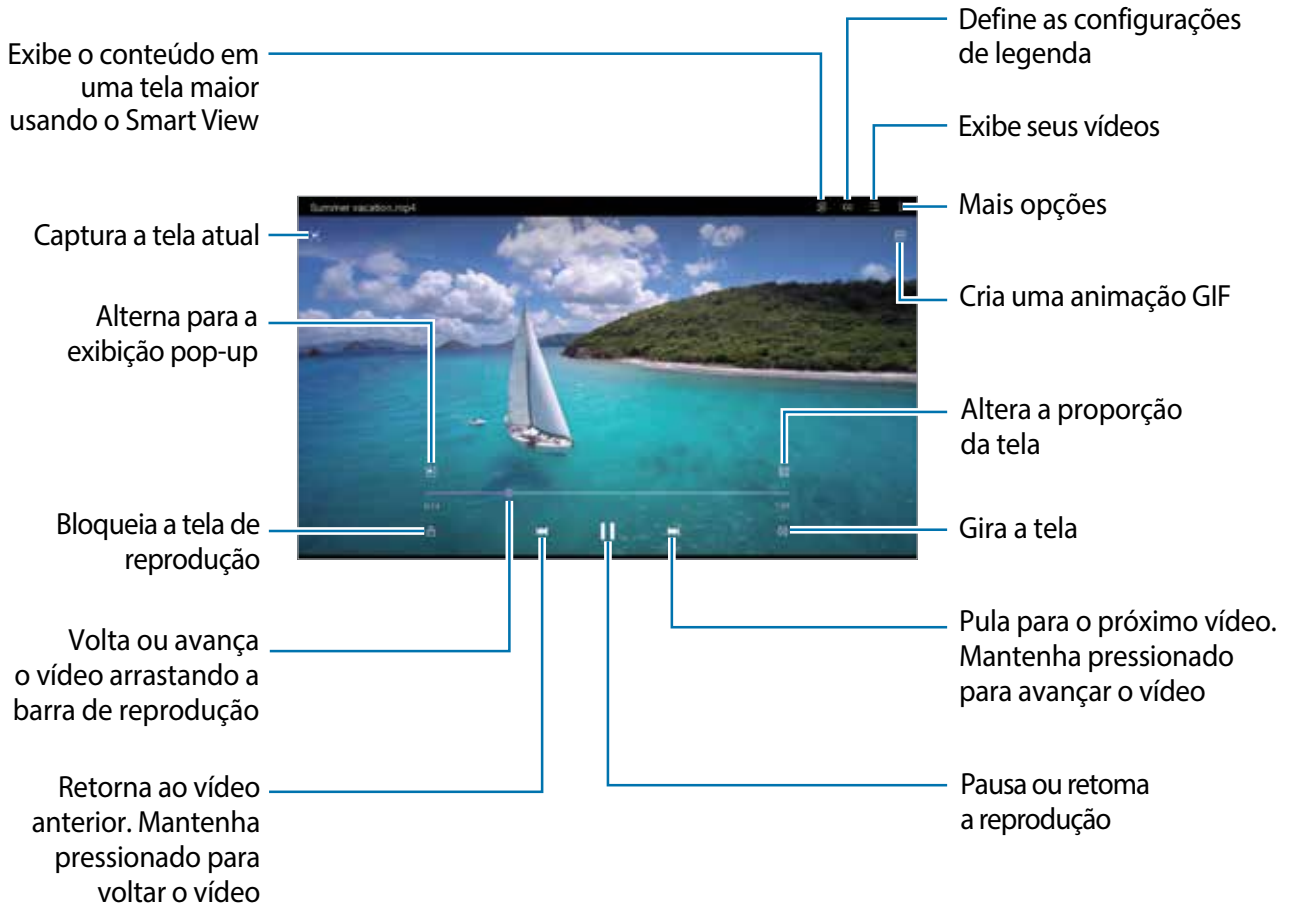 Define as configurações
de legenda
Exibe o conteúdo em
uma tela maior
usando o Smart View
Exibe seus vídeos
Mais opções
Summer vacation.mp4
Captura a tela atual
Cria uma animação GIF
Alterna para a
exibição pop-up
Altera a proporção
da tela
Bloqueia a tela de
reprodução
Gira a tela
Volta ou avança
o vídeo arrastando a
barra de reprodução
Pula para o próximo vídeo.
Mantenha pressionado
para avançar o vídeo
Retorna ao vídeo
anterior. Mantenha
pressionado para
voltar o vídeo
Pausa ou retoma
a reprodução